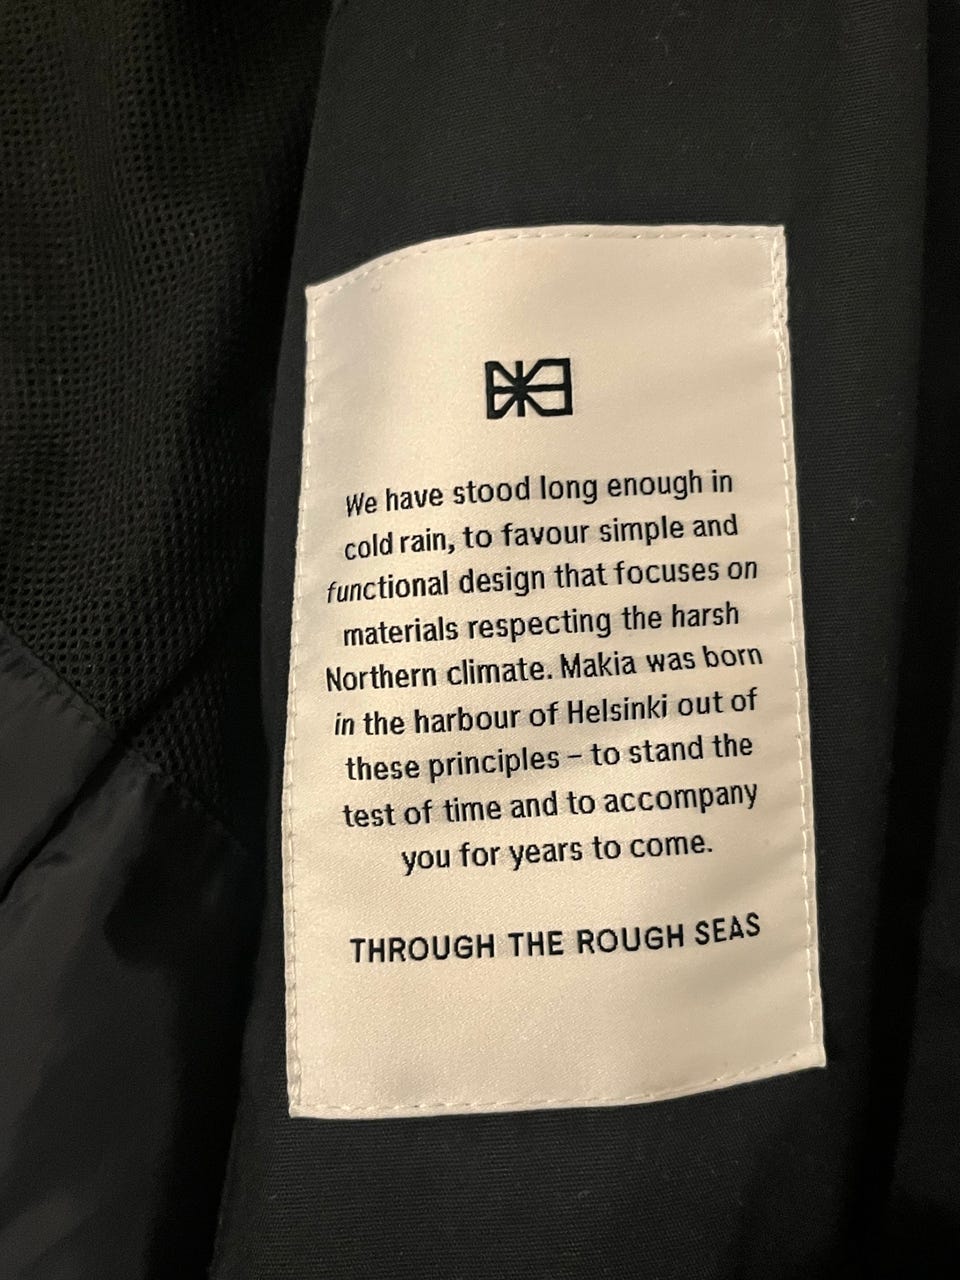 We have stood long enough in
cold rain, to favour simple and
functional design that focuses on
materials respecting the harsh
Northern climate. Makia was born
in the harbour of Helsinki out of
these principles – to stand the
test of time and to accompany
you for years to come.
THROUGH THE ROUGH SEAS